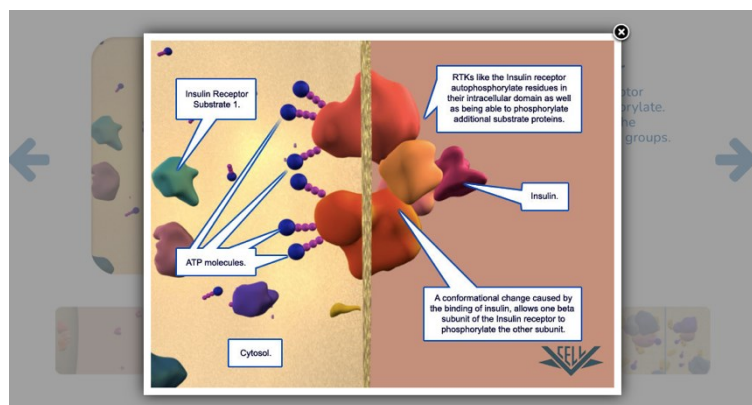 Insulin Receptor
Substrate 1.
RTKs like the Insulin receptor
autophosphorylate residues in
their intracellular domain as well
as being able to phosphorylate
additional substrate proteins.
Insulin.
ATP molecules.
A conformational change caused by
the binding of insulin, allows one beta
subunit of the Insulin receptor to
phosphorylate the other subunit.
Cytosol.
VCELL
groups.